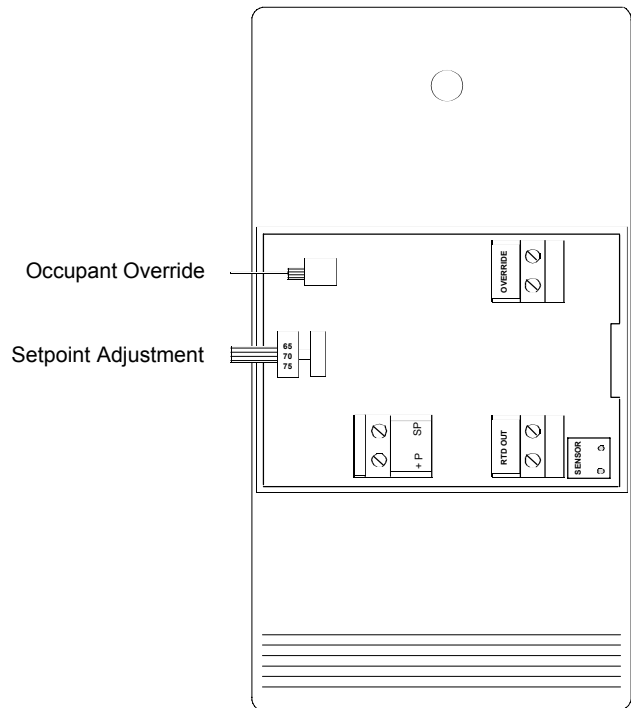 OVERRIDE
Occupant Override
Setpoint Adjustment
65
70
75
SP
+ P
RTD OUT
SENSOR